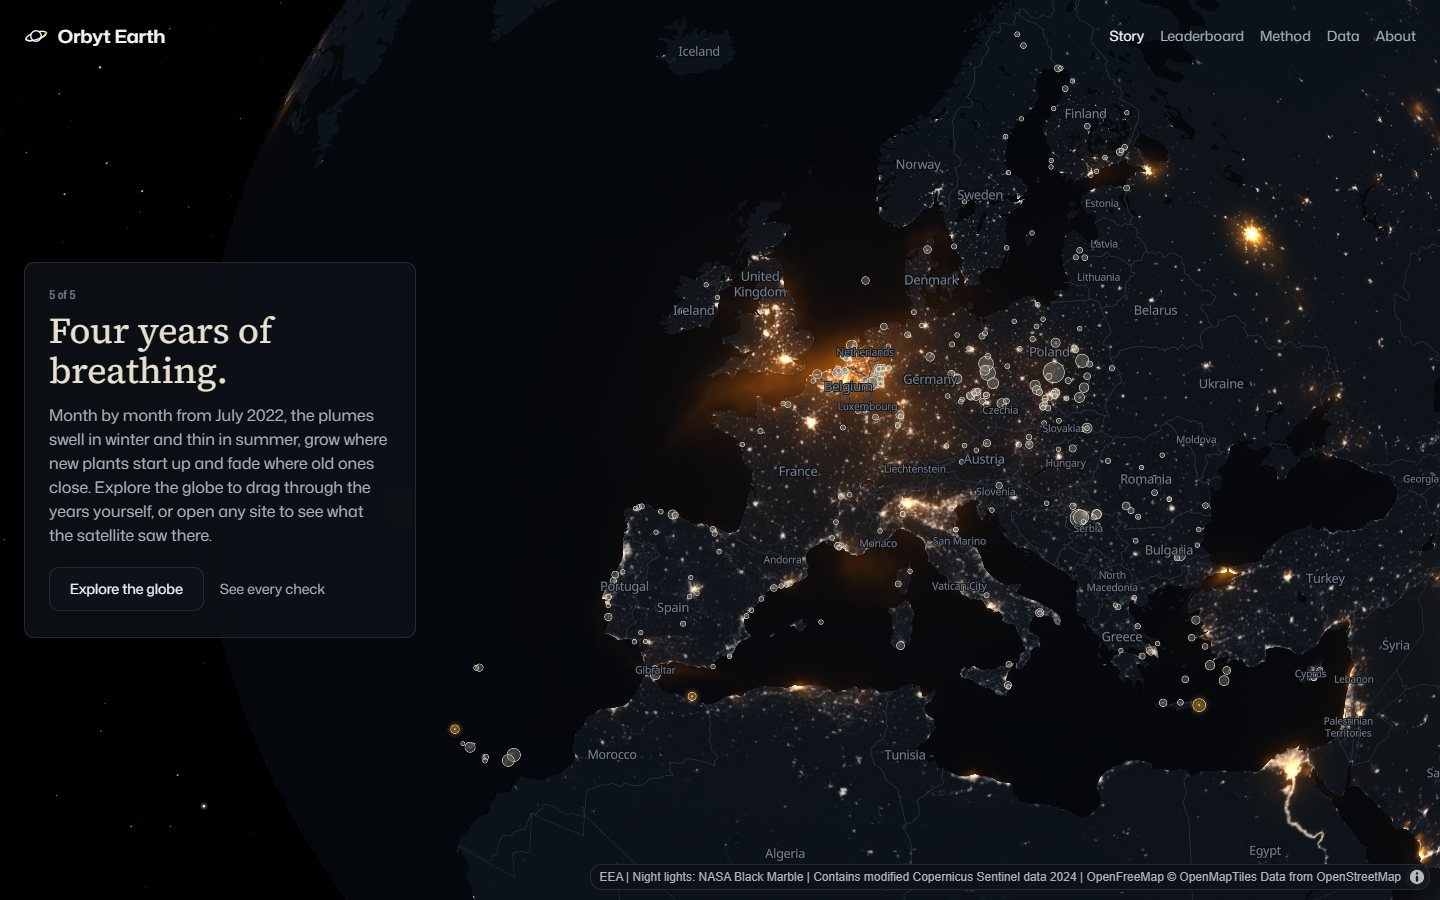 Orbyt Earth
Story
Leaderboard
Method
Data
About
5 of 5
Four years of
breathing.
Month by month from July 2022, the plumes
swell in winter and thin in summer, grow where
new plants start up and fade where old ones
close. Explore the globe to drag through the
years yourself, or open any site to see what
the satellite saw there.
Explore the globe
See every check
Iceland
Finland
Norway
Sweden
Estonia
Latvia
United
Kingdom
Denmark
Lithuania
Ireland
Belarus
Netherlands
Poland
Belgium
Germany
Ukraine
Luxembourg
Czechia
Slovakia
Moldova
France
Liechtenstein
Austria
Hungary
Romania
Georgia
Slovenia
Serbia
Monaco
San Marino
Bulgaria
Andorra
North
Macedonia
Turkey
Portugal
Spain
Vatican City
Greece
Syria
Gibraltar
Cyprus
Lebanon
Palestinian
Territories
Morocco
Tunisia
Sa
Algeria
Egypt
EEA | Night lights: NASA Black Marble | Contains modified Copernicus Sentinel data 2024 | OpenFreeMap © OpenMapTiles Data from OpenStreetMap